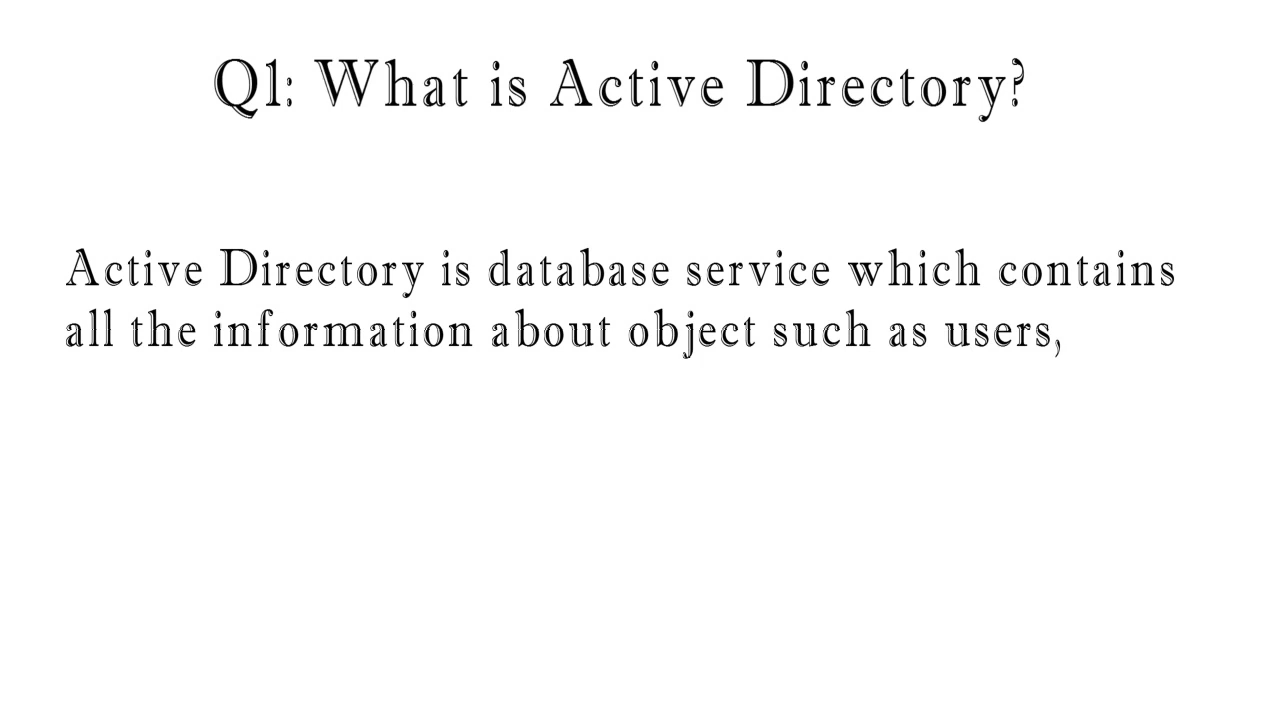 Q1: What is Active Directory?
Active Directory is database service which contains
all the information about object such as users,